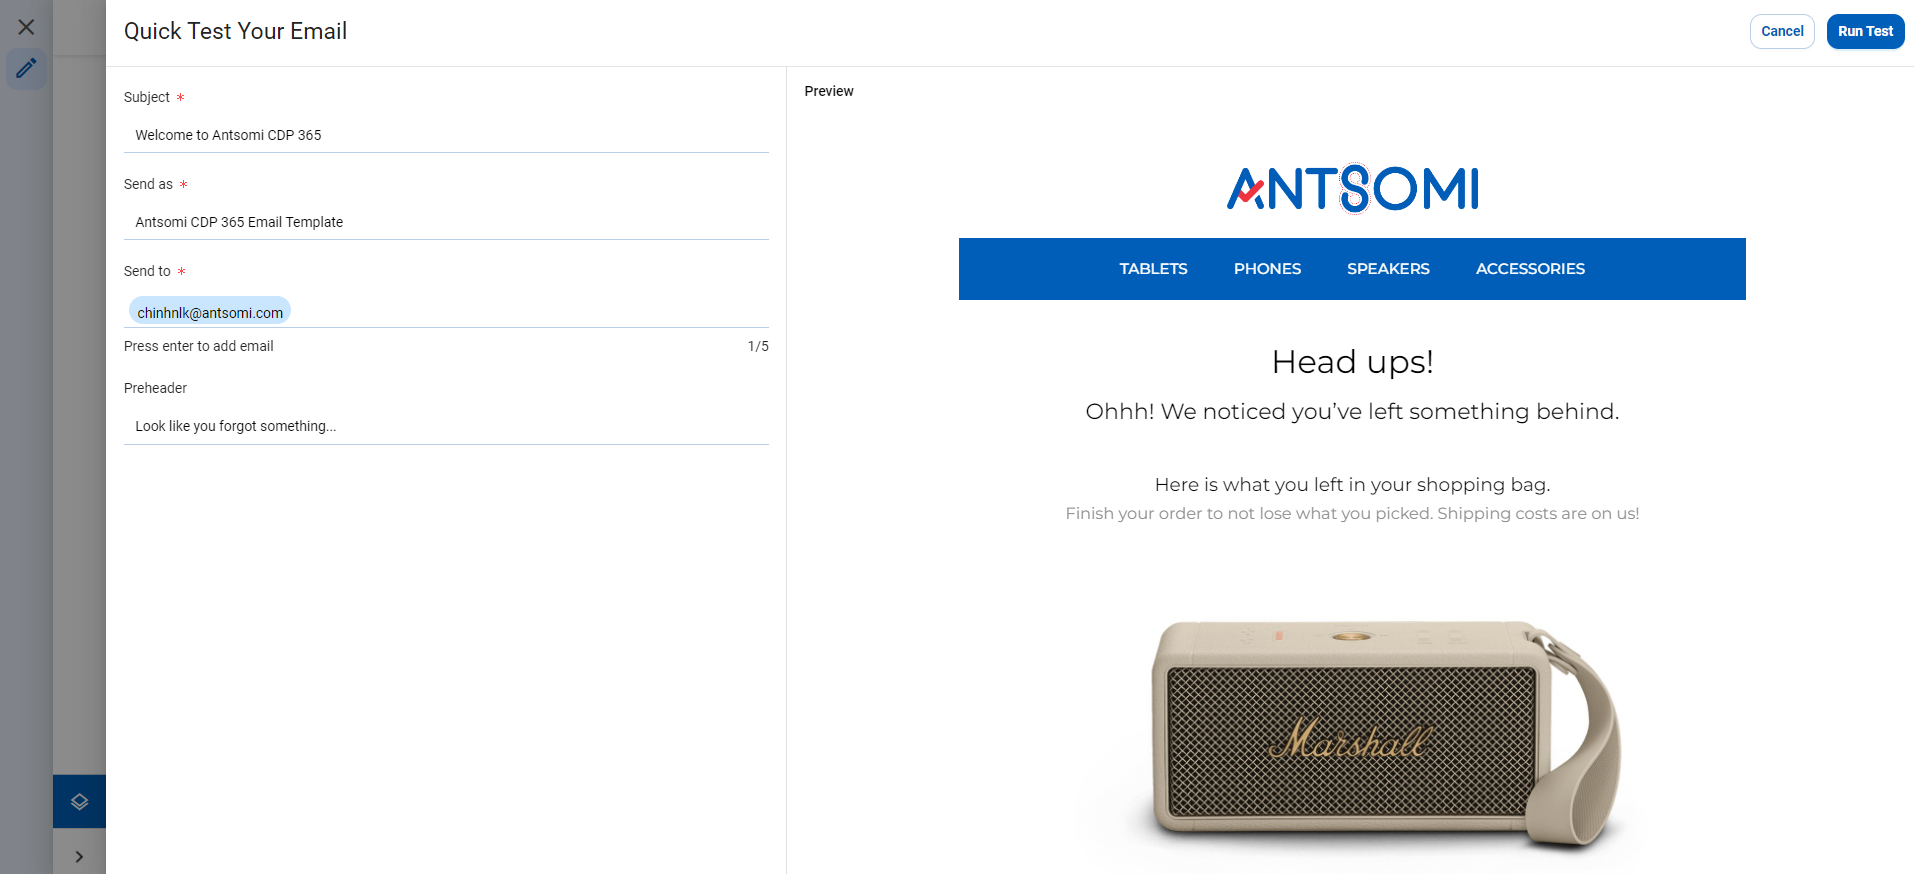 Quick Test Your Email
Cancel
Run Test
Subject *
Welcome to Antsomi CDP 365
Send as *
Antsomi CDP 365 Email Template
Send to *
chinhnlk@antsomi.com
Press enter to add email
1/5
Preheader
Look like you forgot something...
Preview
ANTSOMI
TABLETS PHONES SPEAKERS ACCESSORIES
Head ups!
Ohhh! We noticed you’ve left something behind.
Here is what you left in your shopping bag.
Finish your order to not lose what you picked. Shipping costs are on us!
Marshall